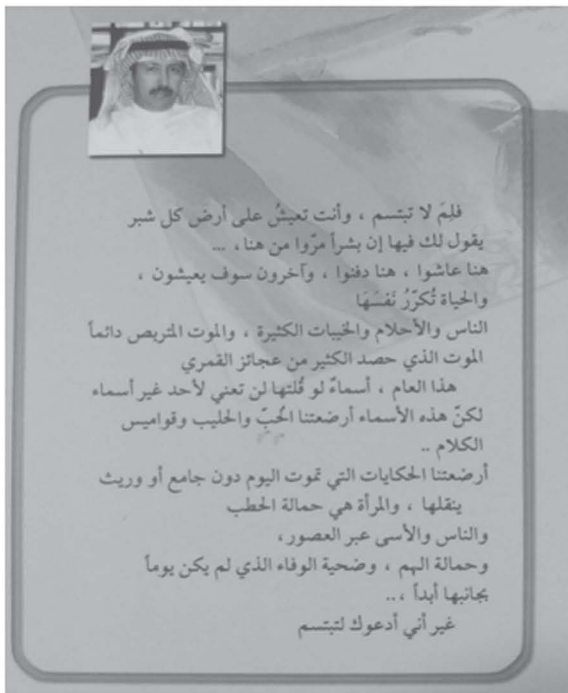 فلِمَ لا تبتسم ، وأنت تعيشُ على أرض كل شبر
يقول لك فيها إن بشراً مرّوا من هنا، ...
هنا عاشوا ، هنا دفنوا ، وآخرون سوف يعيشون ،
والحياة تُكرّرُ نَفسَهَا
الناس والأحلام والخيبات الكثيرة ، والموت المتربص دائماً
الموت الذي حصد الكثير من عجائز القمري
هذا العام ، أسماءٌ لو قُلتها لن تعني لأحد غير أسماء
لكنّ هذه الأسماء أرضعتنا الحُبّ والحليب وقواميس
الكلام ..
أرضعتنا الحكايات التي تموت اليوم دون جامع أو وريث
ينقلها ، والمرأة هي حمالة الحطب
والناس والأسى عبر العصور،
وحمالة الهم ، وضحية الوفاء الذي لم يكن يوماً
بجانبها أبداً ،..
غير أني أدعوك لتبتسم